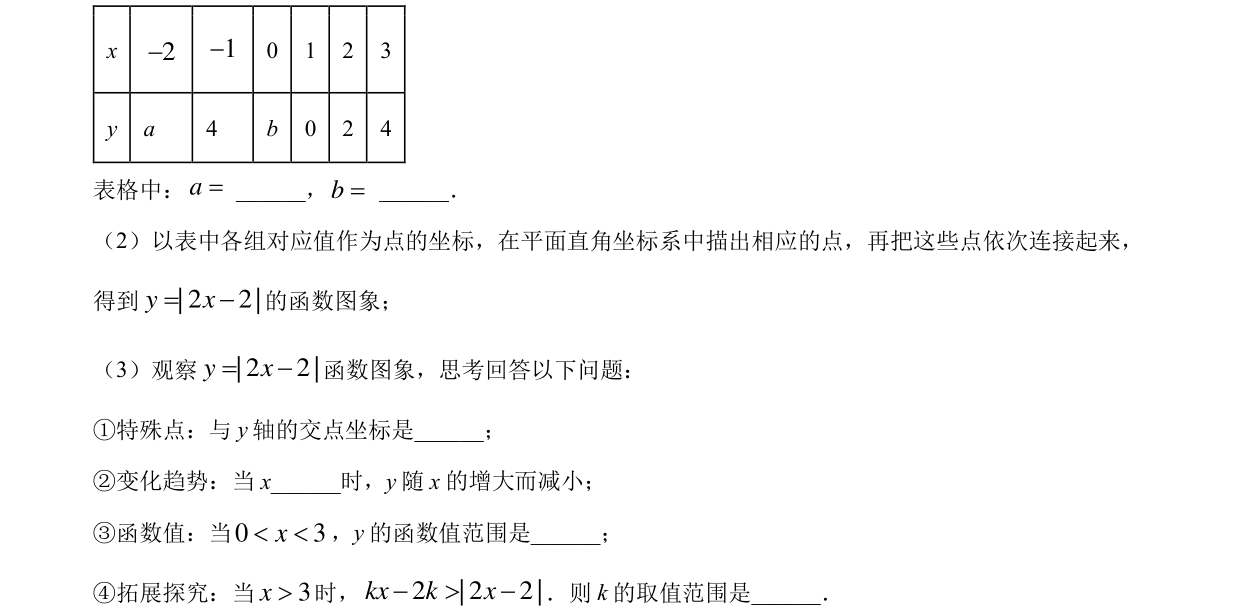 x −2 −1 0 1 2 3
y a 4 b 0 2 4
表格中：a = ______，b = ______．
（2）以表中各组对应值作为点的坐标，在平面直角坐标系中描出相应的点，再把这些点依次连接起来，
得到 y =| 2x − 2 | 的函数图象；
（3）观察 y =| 2x − 2 | 函数图象，思考回答以下问题：
①特殊点：与 y 轴的交点坐标是______；
②变化趋势：当 x______时，y 随 x 的增大而减小；
③函数值：当 0 < x < 3，y 的函数值范围是______；
④拓展探究：当 x > 3 时，kx − 2k >| 2x − 2 |．则 k 的取值范围是______．